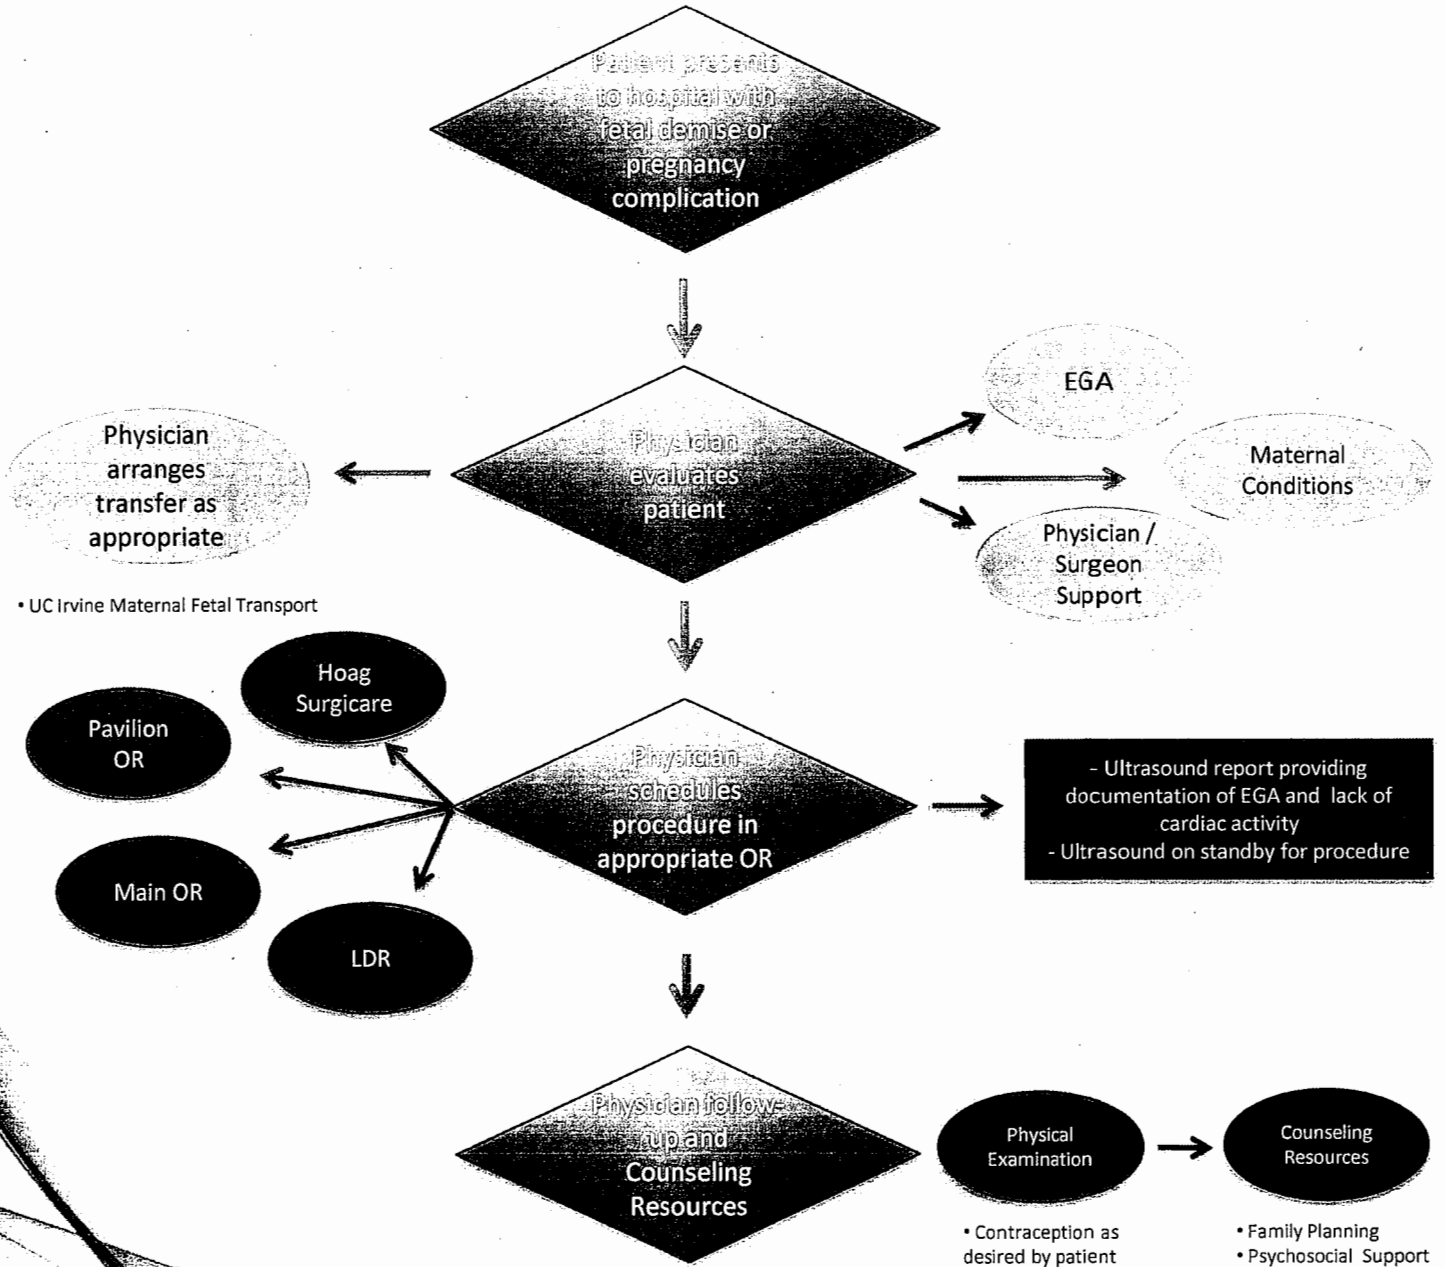 Patient presents
to hospital with
fetal demise or
pregnancy
complication
EGA
Physician
evaluates
patient
Maternal
Conditions
Physician /
Surgeon
Support
Physician
arranges
transfer as
appropriate
• UC Irvine Maternal Fetal Transport
Hoag
Surgicare
Pavilion
OR
Main OR
LDR
Physician
schedules
procedure in
appropriate OR
- Ultrasound report providing
documentation of EGA and lack of
cardiac activity
- Ultrasound on standby for procedure
Physician follow-
up and
Counseling
Resources
Physical
Examination
• Contraception as
desired by patient
Counseling
Resources
• Family Planning
• Psychosocial Support